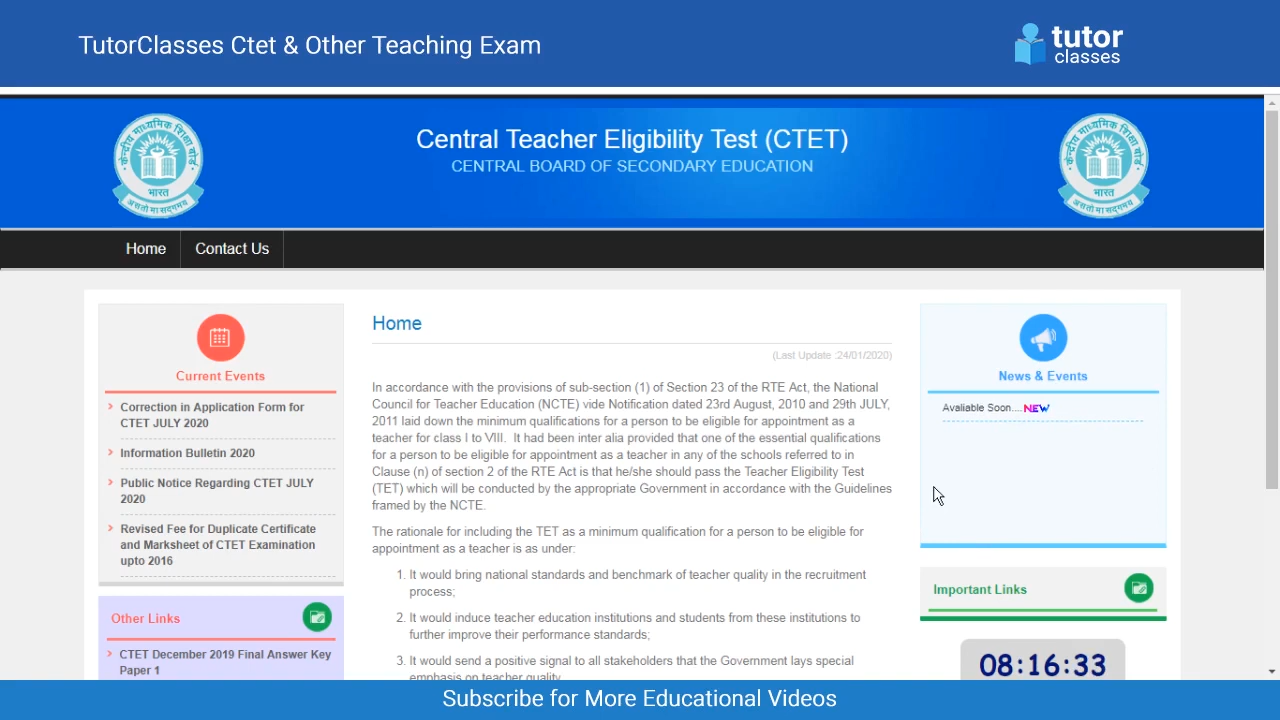 TutorClasses Ctet & Other Teaching Exam
tutor
classes
Central Teacher Eligibility Test (CTET)
CENTRAL BOARD OF SECONDARY EDUCATION
केन्द्रीय माध्यमिक शिक्षा बोर्ड
भारत
असतो मा सदगमय
केन्द्रीय माध्यमिक शिक्षा बोर्ड
भारत
असतो मा सदगमय
Home
Contact Us
Current Events
Correction in Application Form for
CTET JULY 2020
Information Bulletin 2020
Public Notice Regarding CTET JULY
2020
Revised Fee for Duplicate Certificate
and Marksheet of CTET Examination
upto 2016
Other Links
CTET December 2019 Final Answer Key
Paper 1
Home
(Last Update :24/01/2020)
In accordance with the provisions of sub-section (1) of Section 23 of the RTE Act, the National
Council for Teacher Education (NCTE) vide Notification dated 23rd August, 2010 and 29th JULY,
2011 laid down the minimum qualifications for a person to be eligible for appointment as a
teacher for class I to VIII. It had been inter alia provided that one of the essential qualifications
for a person to be eligible for appointment as a teacher in any of the schools referred to in
Clause (n) of section 2 of the RTE Act is that he/she should pass the Teacher Eligibility Test
(TET) which will be conducted by the appropriate Government in accordance with the Guidelines
framed by the NCTE.
The rationale for including the TET as a minimum qualification for a person to be eligible for
appointment as a teacher is as under:
1. It would bring national standards and benchmark of teacher quality in the recruitment
process;
2. It would induce teacher education institutions and students from these institutions to
further improve their performance standards;
3. It would send a positive signal to all stakeholders that the Government lays special
emphasis on teacher quality
News & Events
Avaliable Soon.... NEW
Important Links
08:16:33
Subscribe for More Educational Videos